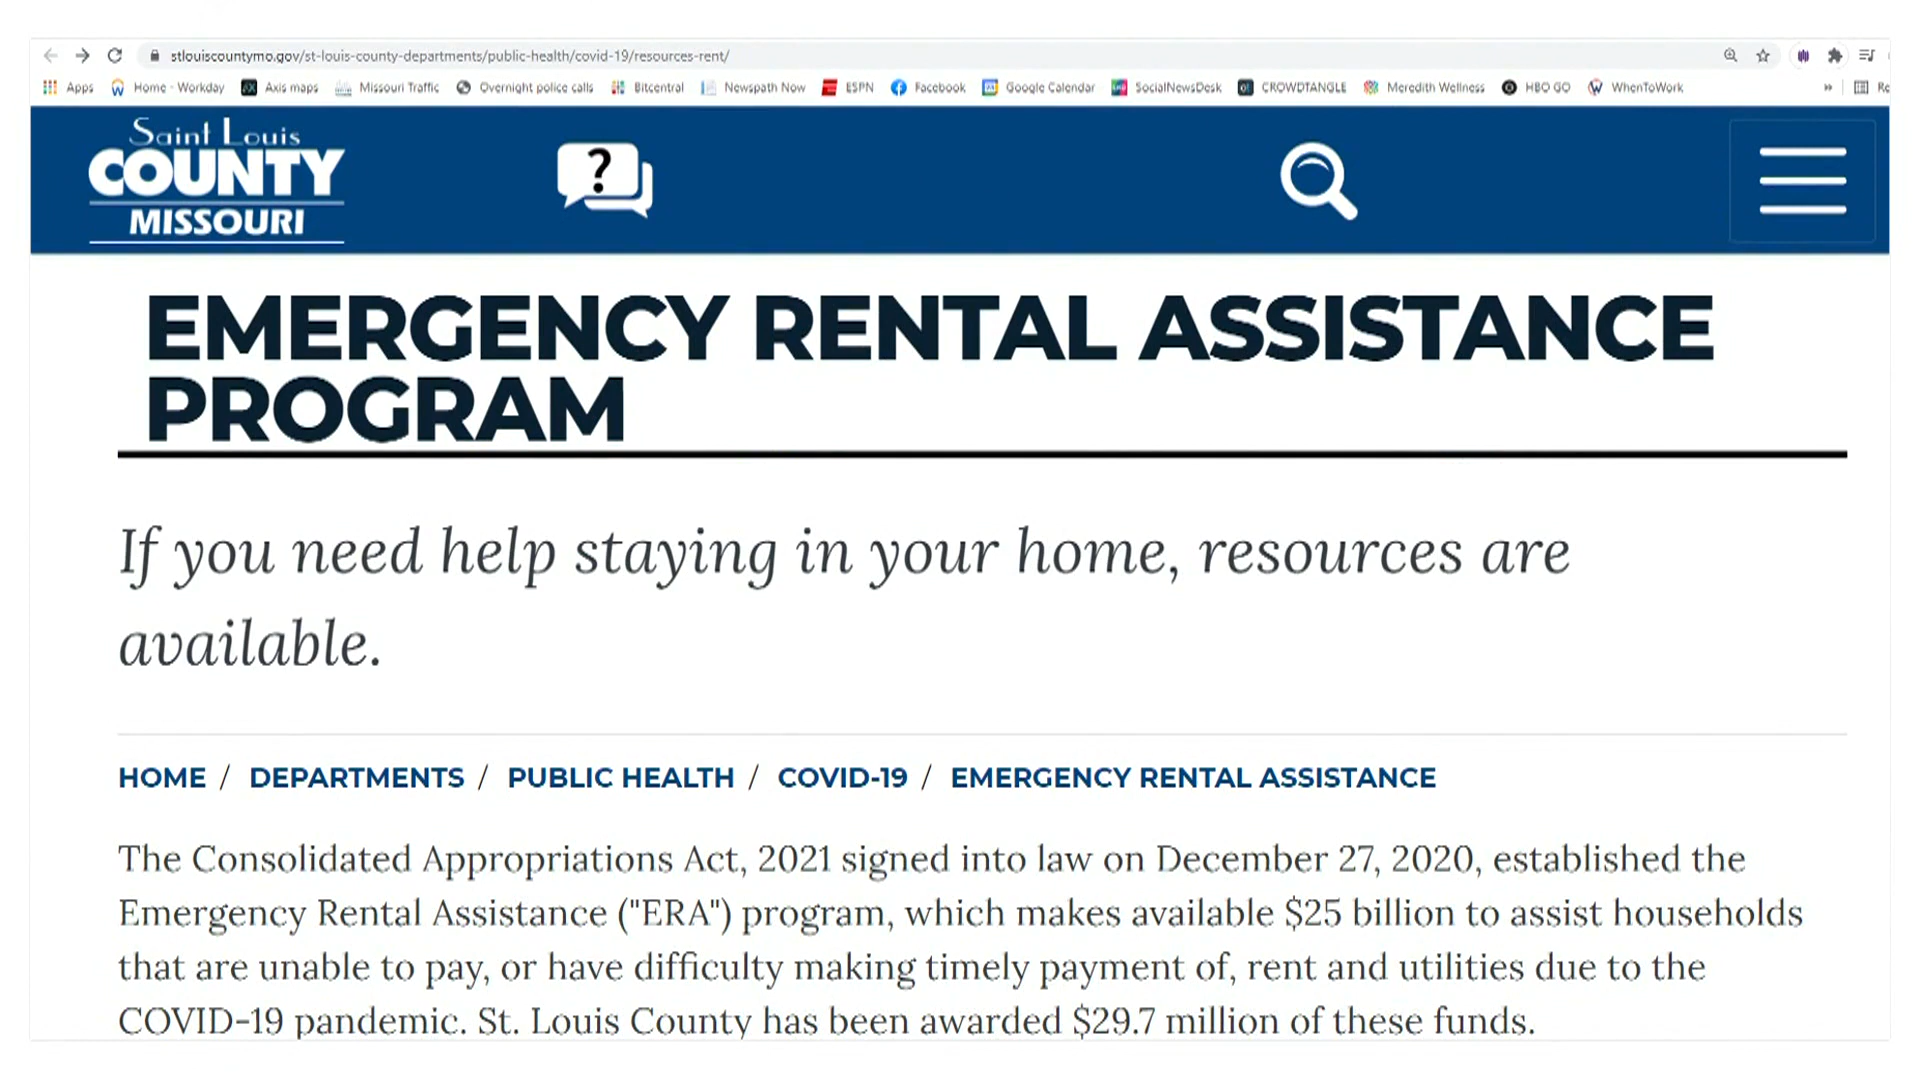 stlouiscountymo.gov/st-louis-county-departments/public-health/covid-19/resources-rent/
Apps Home - Workday Axis maps Missouri Traffic Overnight police calls Bitcentral Newspath Now ESPN Facebook Google Calendar SocialNewsDesk CROWDTANGLE Meredith Wellness HBO GO WhenToWork »
Saint Louis
COUNTY
MISSOURI
?
EMERGENCY RENTAL ASSISTANCE
PROGRAM
If you need help staying in your home, resources are
available.
HOME / DEPARTMENTS / PUBLIC HEALTH / COVID-19 / EMERGENCY RENTAL ASSISTANCE
The Consolidated Appropriations Act, 2021 signed into law on December 27, 2020, established the
Emergency Rental Assistance ("ERA") program, which makes available $25 billion to assist households
that are unable to pay, or have difficulty making timely payment of, rent and utilities due to the
COVID-19 pandemic. St. Louis County has been awarded $29.7 million of these funds.